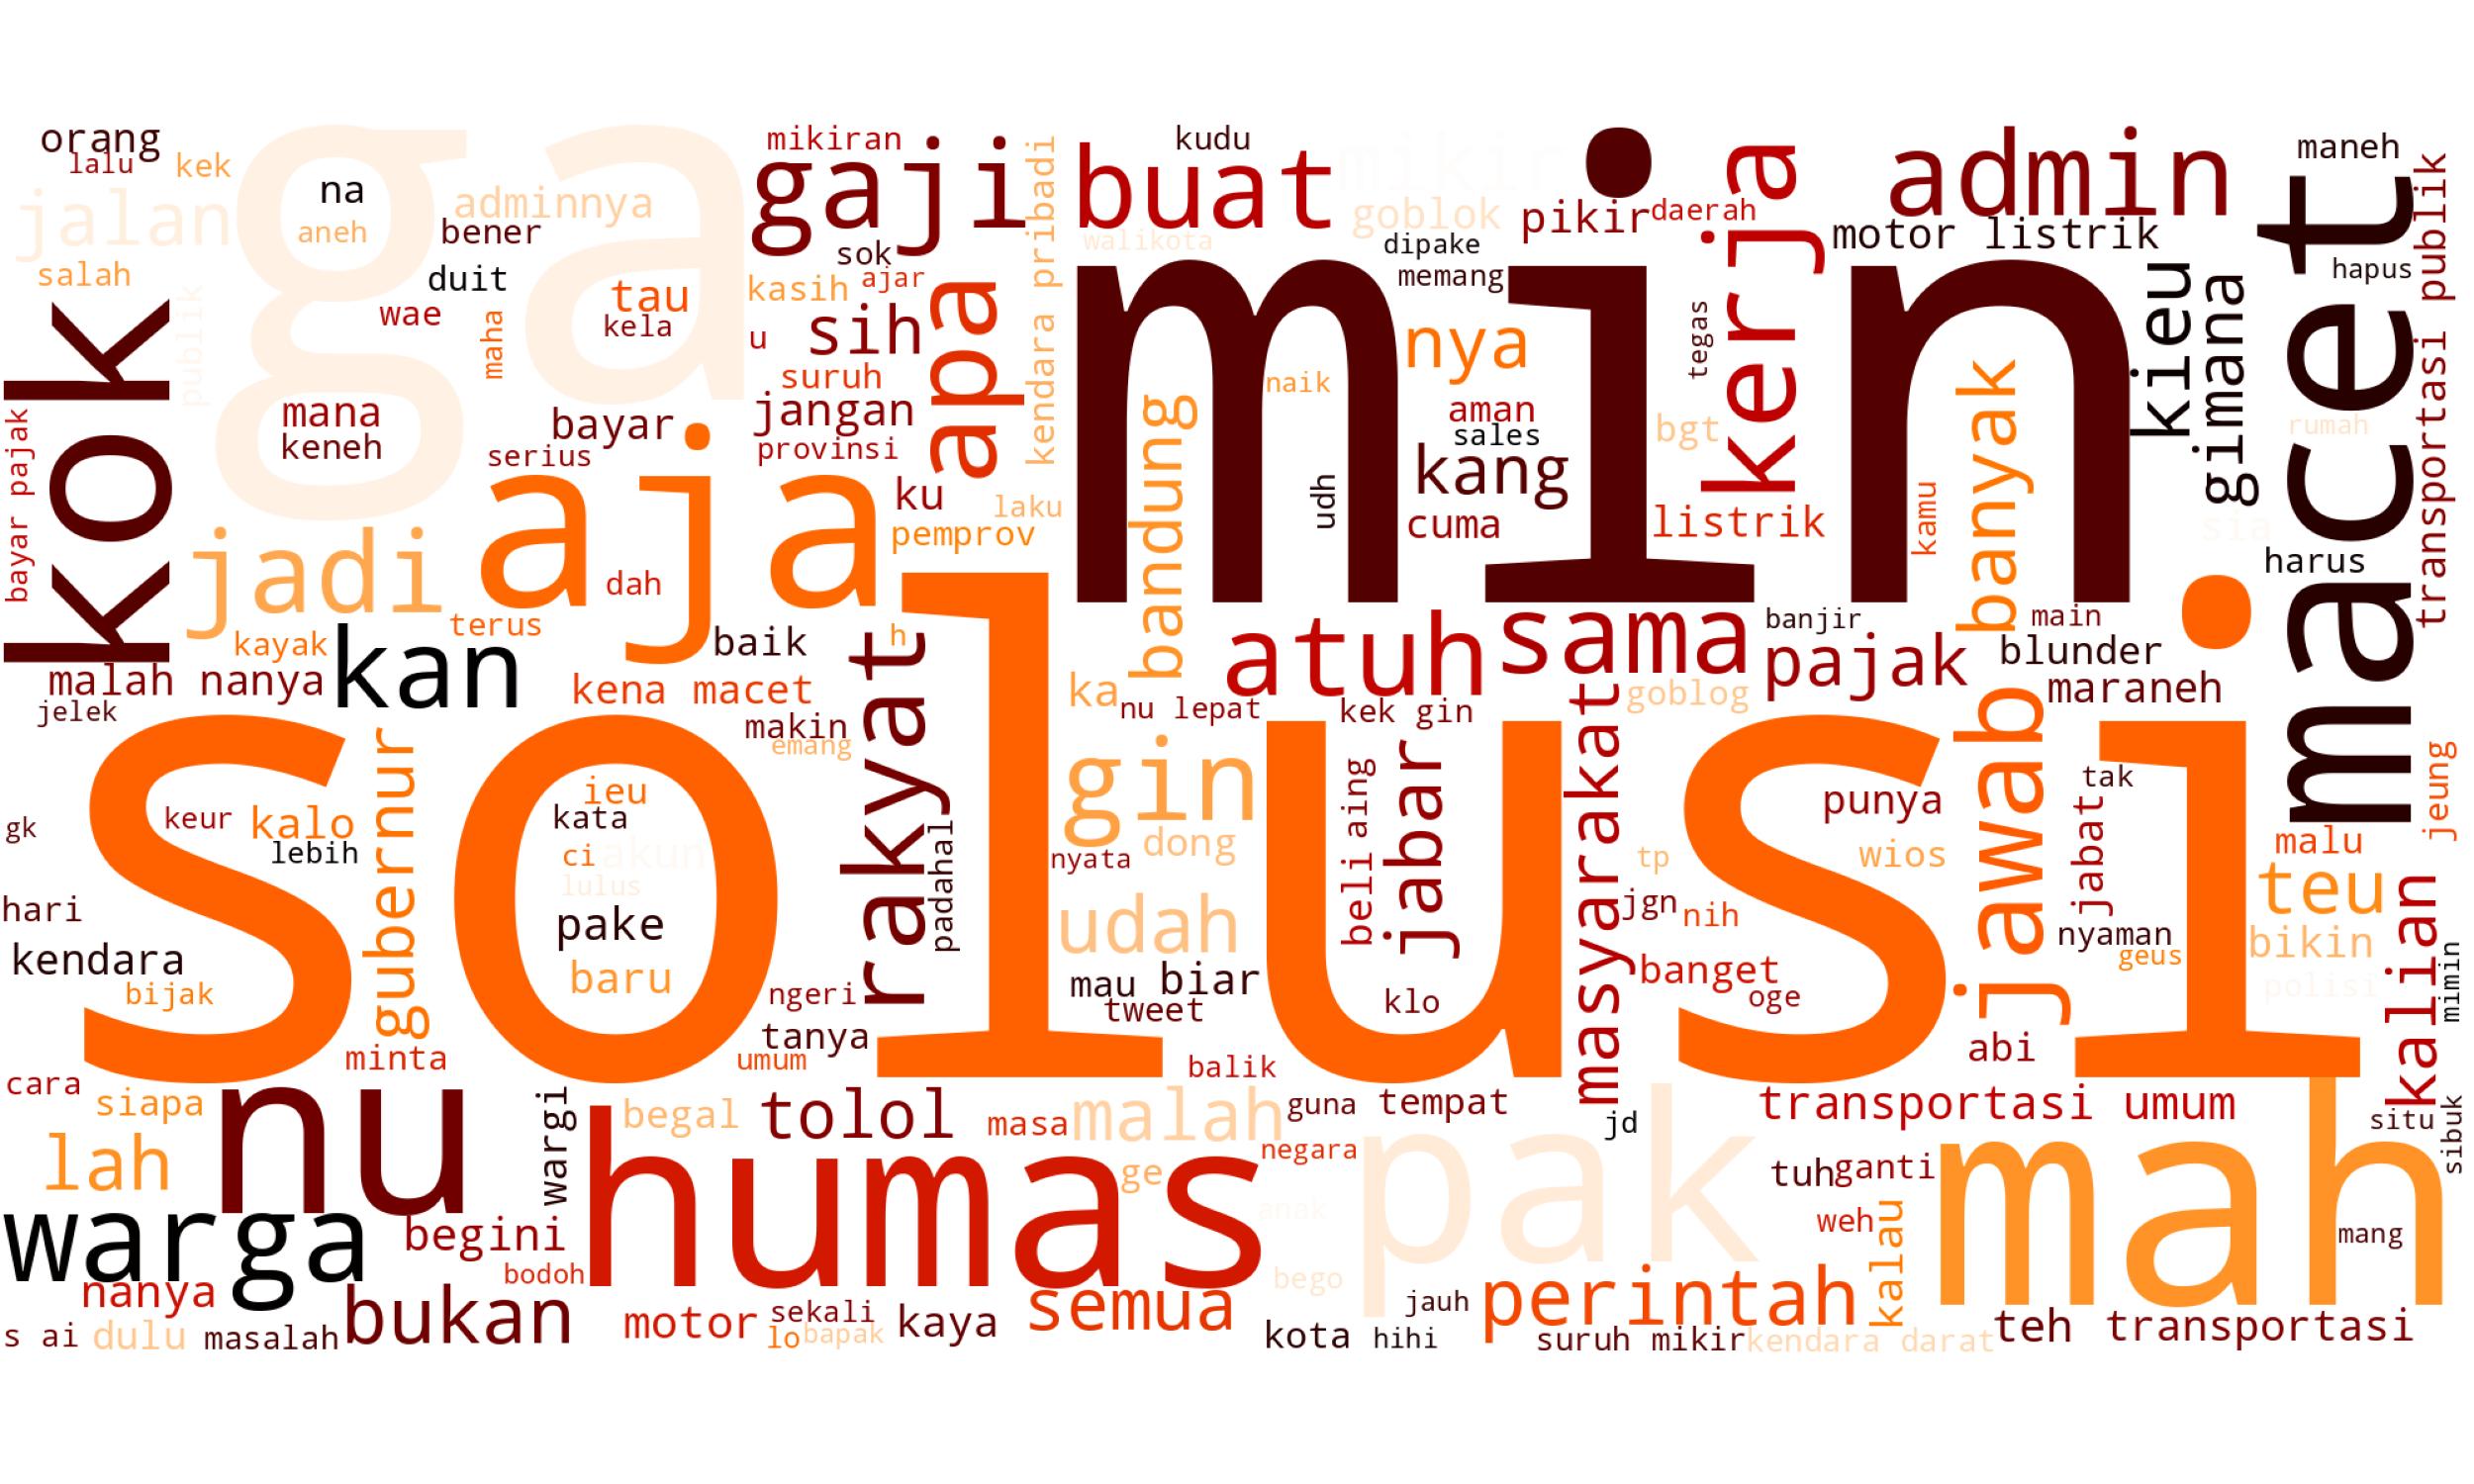 orang
lalu
kek
jalan
salah
publik
ga
na
aneh
adminnya
bener
duit
wae
maha
tau
kela
mana
keneh
serius
bayar
kok
bayar pajak
mikiran
gaji
sok
kasih
ajar
u
sih
suruh
jangan
provinsi
apa
kendara pribadi
ku
laku
pemprov
buat
kudu
walikota
goblok
dipake
memang
pikir
daerah
tegas
kerja
admin
motor listrik
min
nya
naik
aman
sales
kang
udh
cuma
bgt
listrik
kamu
banyak
kieu
gimana
sia
maneh
hapus
macet
rumah
harus
transportasi publik
jadi
aja
dah
terus
kayak
kan
malah nanya
jelek
kena macet
baik
makin
emang
h
rakyat
padahal
bandung
ka
nu lepat
atuh
sama
banjir
pajak
main
blunder
maraneh
goblog
kek gin
solusi
gk
keur
kalo
lebih
gubernur
ieu
kata
ci
akun
lulus
pake
baru
hari
kendara
bijak
minta
ngeri
tanya
umum
gin
dong
nyata
udah
mau
biar
tweet
balik
beli aing
jabar
klo
masyarakat
tp
jgn
nih
banget
oge
punya
wios
jawab
jabat
tak
nyaman
geus
abi
malu
jeung
teu
bikin
polisi
kalian
mimin
cara
siapa
lah
nu
wargi
begal
tolol
masa
malah
guna
tempat
jd
transportasi umum
situ
sibuk
warga
begini
bodoh
humas
ge
negara
anak
bego
pak
tuh
ganti
weh
kalau
mah
mang
nanya
s ai
dulu
masalah
bukan
motor
sekali
lo
bapak
kaya
semua
kota
hihi
jauh
perintah
suruh mikir
kendara darat
teh
transportasi